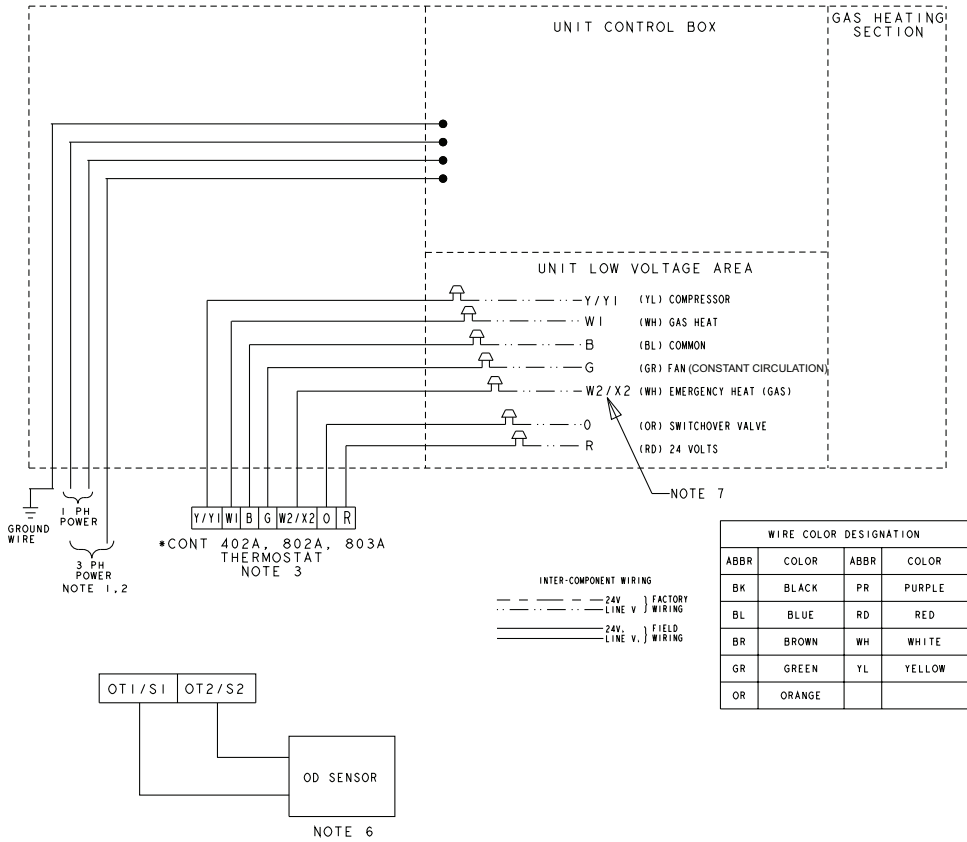 UNIT CONTROL BOX
GAS HEATING
SECTION
UNIT LOW VOLTAGE AREA
Y/Y1 (YL) COMPRESSOR
W1 (WH) GAS HEAT
B (BL) COMMON
G (GR) FAN (CONSTANT CIRCULATION)
W2/X2 (WH) EMERGENCY HEAT (GAS)
O (OR) SWITCHOVER VALVE
R (RD) 24 VOLTS
NOTE 7
GROUND
WIRE
1 PH
POWER
3 PH
POWER
NOTE 1,2
Y/Y1 W1 B G W2/X2 O R
*CONT 402A, 802A, 803A
THERMOSTAT
NOTE 3
INTER-COMPONENT WIRING
24V
LINE V
} FACTORY
WIRING
24V.
LINE V.
} FIELD
WIRING
WIRE COLOR DESIGNATION
ABBR COLOR ABBR COLOR
BK BLACK PR PURPLE
BL BLUE RD RED
BR BROWN WH WHITE
GR GREEN YL YELLOW
OR ORANGE
OT1/S1 OT2/S2
OD SENSOR
NOTE 6